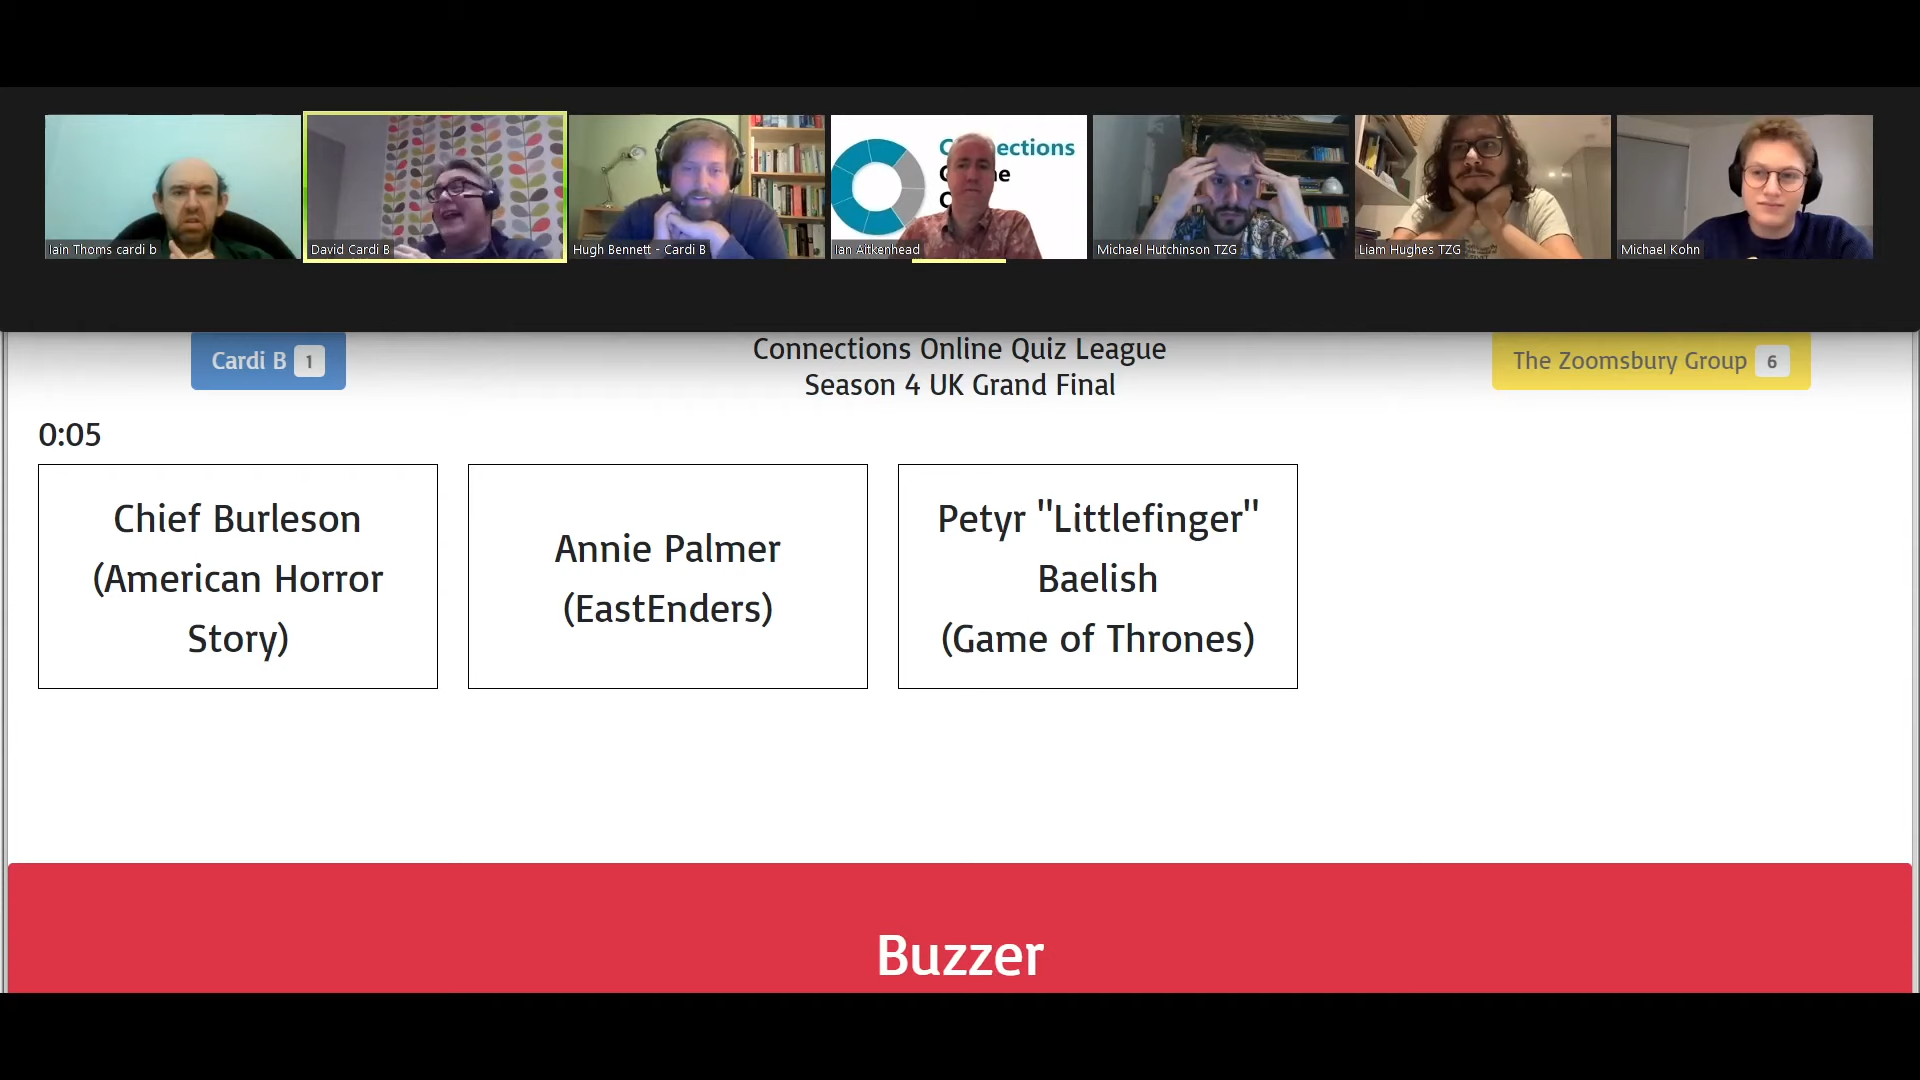 Connections
Iain Thoms cardi b
David Cardi B
Hugh Bennett - Cardi B
Ian Aitkenhead
Michael Hutchinson TZG
Liam Hughes TZG
Michael Kohn
Cardi B 1
Connections Online Quiz League
Season 4 UK Grand Final
The Zoomsbury Group 6
0:05
Chief Burleson
(American Horror
Story)
Annie Palmer
(EastEnders)
Petyr "Littlefinger"
Baelish
(Game of Thrones)
Buzzer